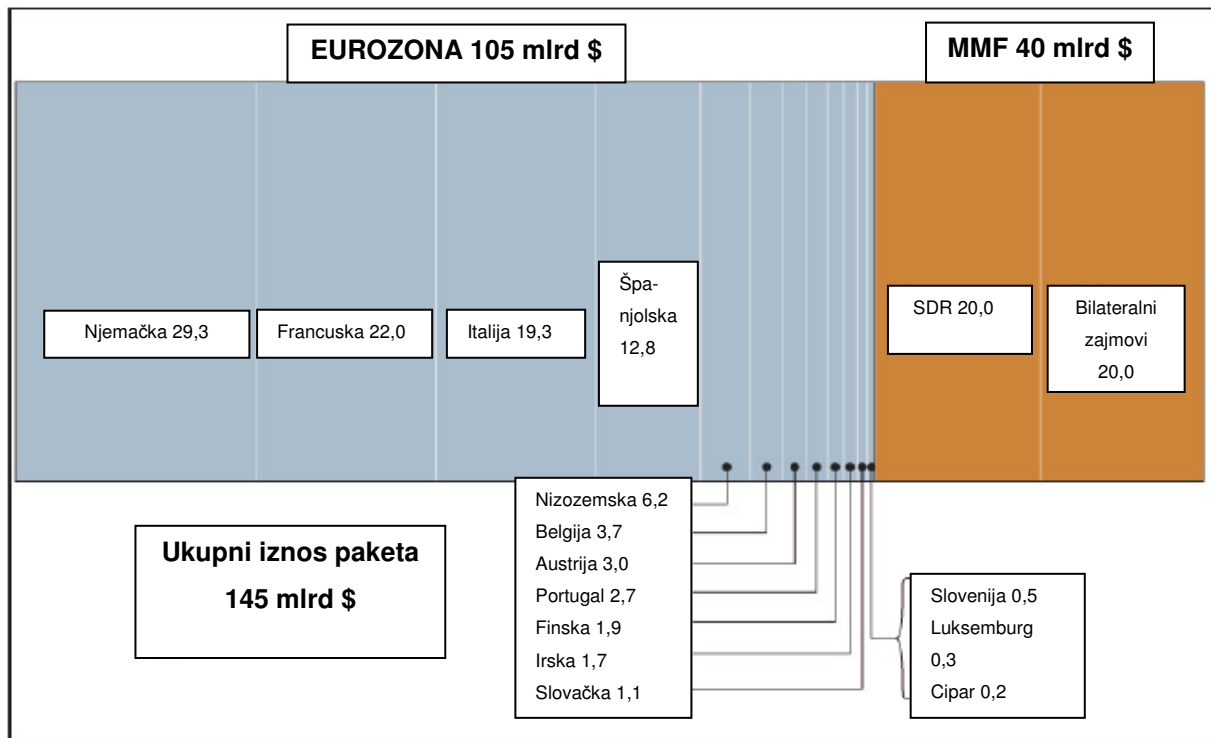 EUROZONA 105 mlrd $
MMF 40 mlrd $
Njemačka 29,3
Francuska 22,0
Italija 19,3
Špa-
njolska
12,8
SDR 20,0
Bilateralni
zajmovi
20,0
Ukupni iznos paketa
145 mlrd $
Nizozemska 6,2
Belgija 3,7
Austrija 3,0
Portugal 2,7
Finska 1,9
Irska 1,7
Slovačka 1,1
Slovenija 0,5
Luksemburg
0,3
Cipar 0,2